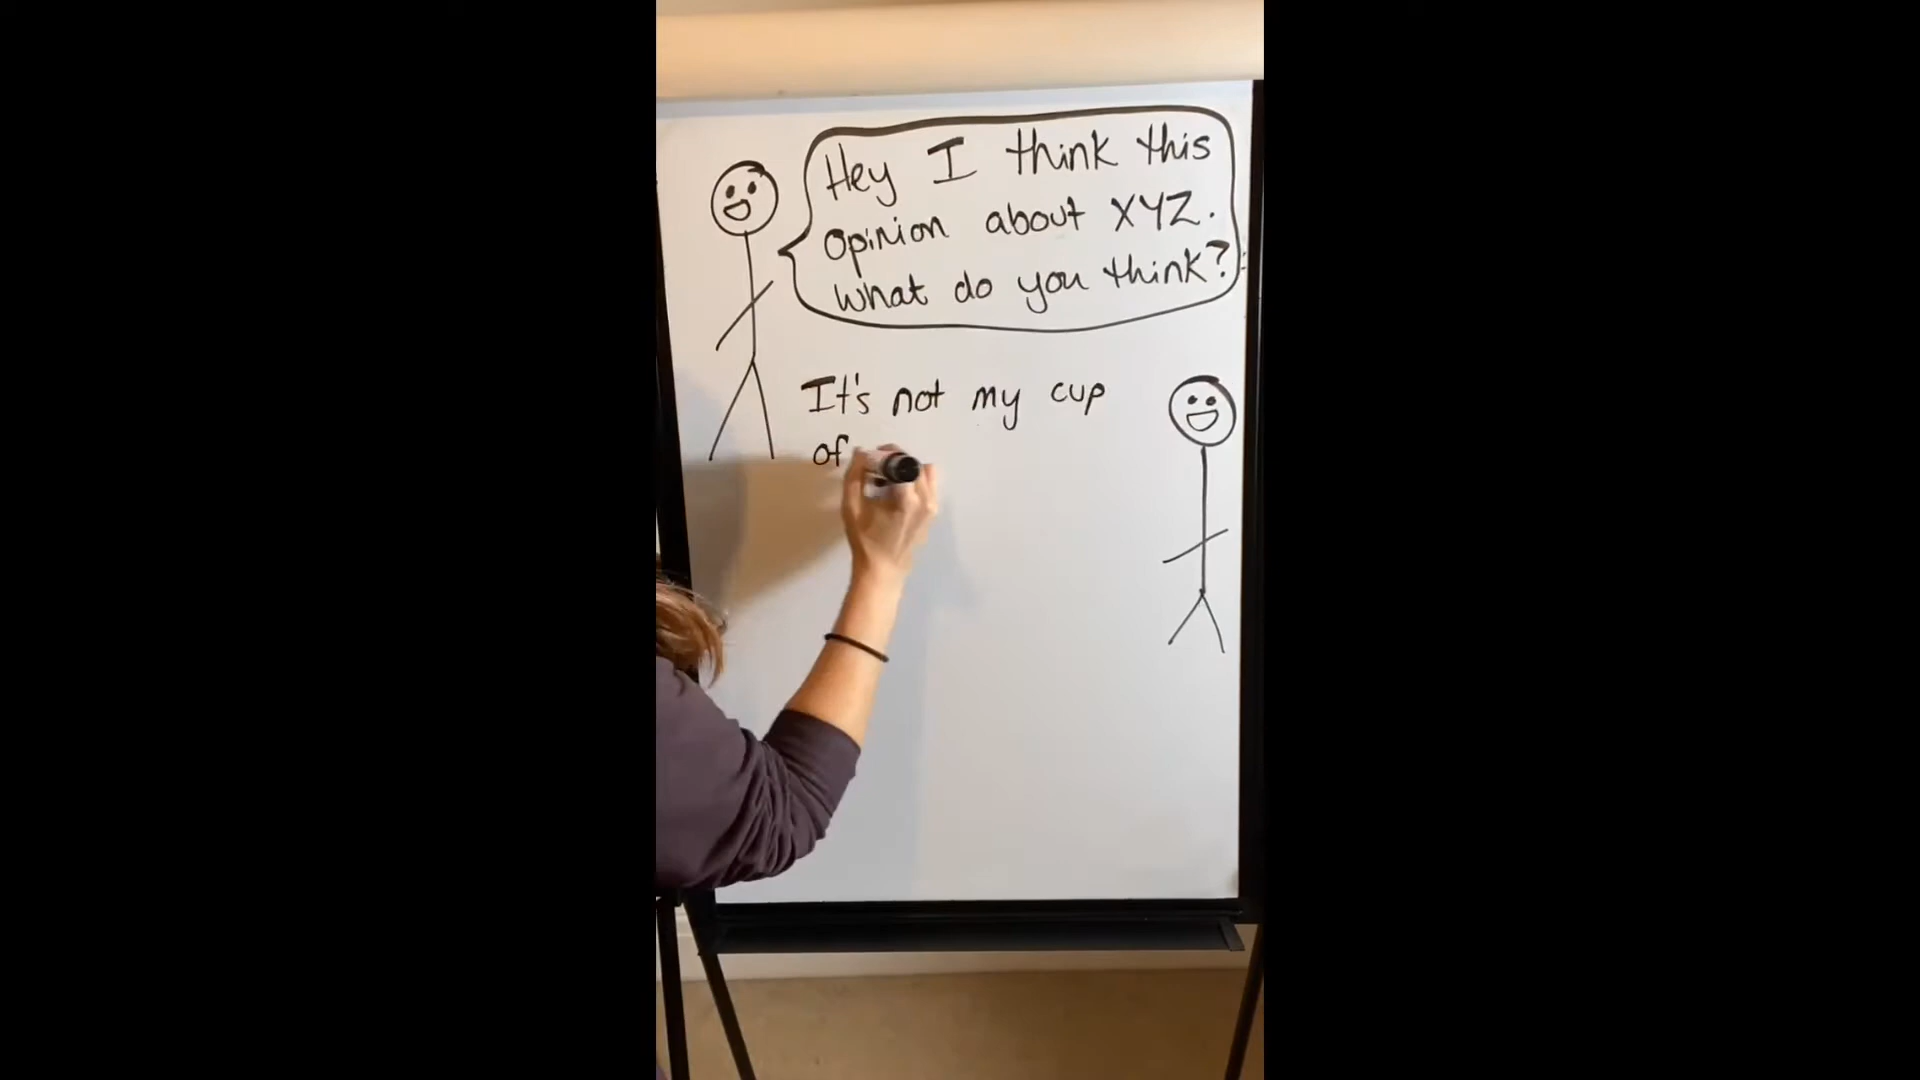 Hey I think this
opinion about XYZ.
what do you think?
It's not my cup
of